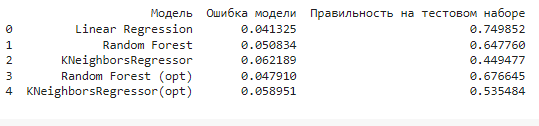 Модель Ошибка модели Правильность на тестовом наборе
0 Linear Regression 0.041325 0.749852
1 Random Forest 0.050834 0.647760
2 KNeighborsRegressor 0.062189 0.449477
3 Random Forest (opt) 0.047910 0.676645
4 KNeighborsRegressor(opt) 0.058951 0.535484